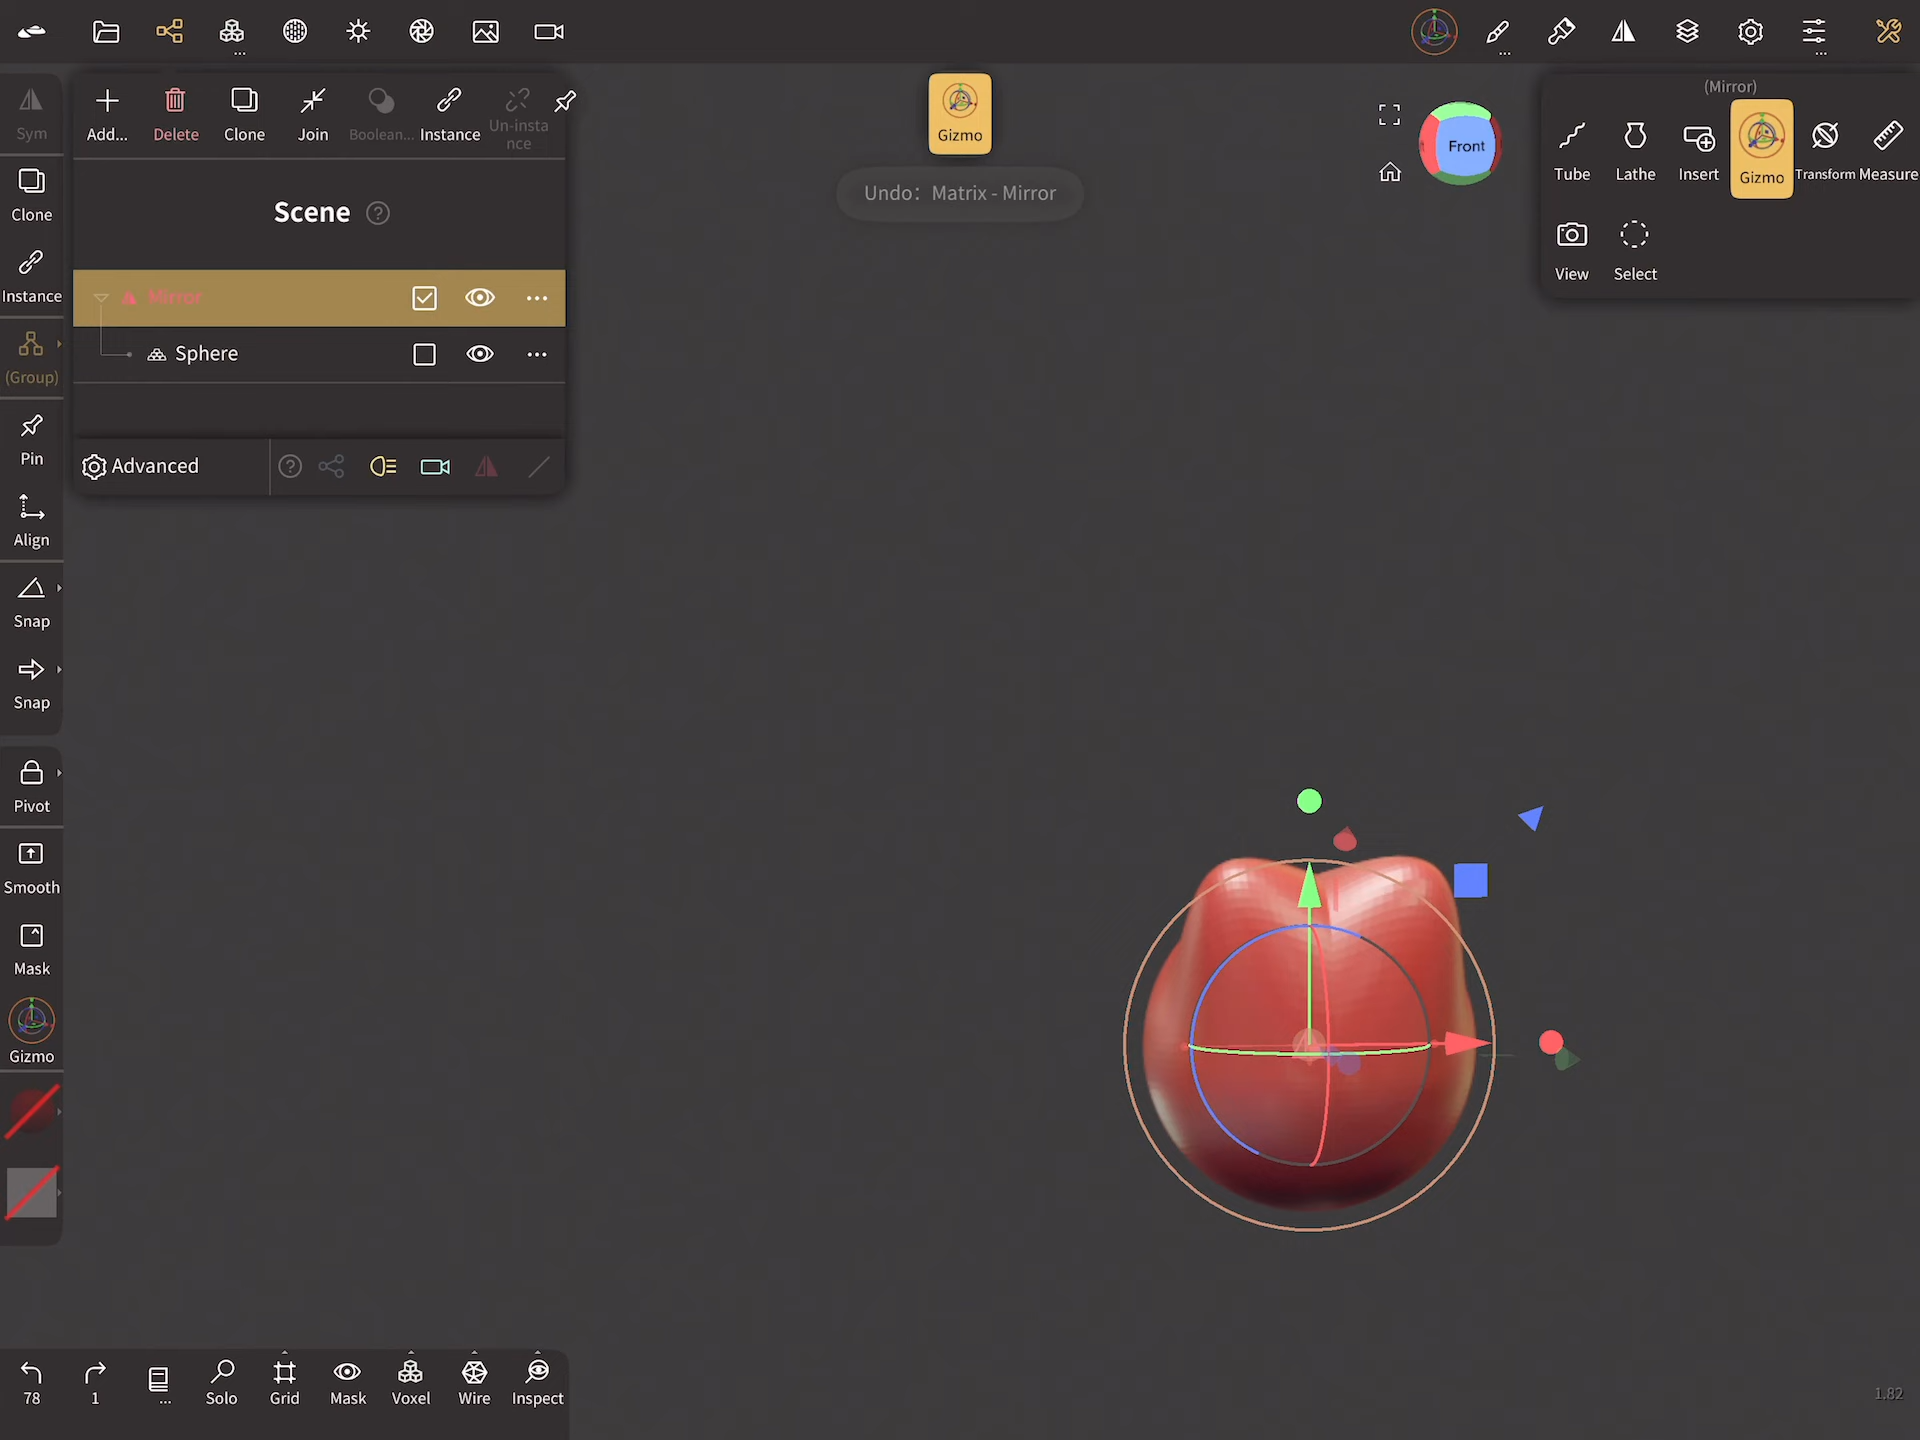 Sym
Clone
Instance
(Group)
Pin
Align
Snap
Snap
Pivot
Smooth
Mask
Gizmo
Add...
Delete
Clone
Join
Boolean...
Instance
Un-insta
nce
Scene
Mirror
Sphere
Advanced
Gizmo
Undo: Matrix - Mirror
Front
(Mirror)
Tube
Lathe
Insert
Gizmo
Transform
Measure
View
Select
78
1
...
Solo
Grid
Mask
Voxel
Wire
Inspect
1.82